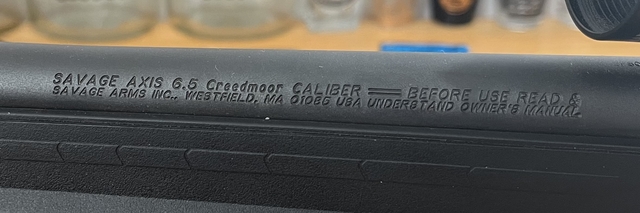 SAVAGE AXIS 6.5 Creedmoor CALIBER BEFORE USE READ &
SAVAGE ARMS INC., WESTFIELD, MA 01085 USA UNDERSTAND OWNER'S MANUAL